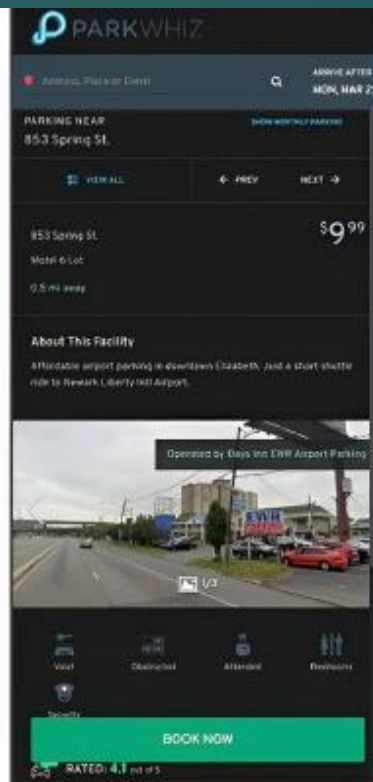 PARKWHIZ
Address, Place or Event
ARRIVE AFTER
MON, MAR 2
PARKING NEAR
853 Spring St.
SHOW MONTHLY PARKING
VIEW ALL
← PREV
NEXT →
853 Spring St.
$9.99
Motel 6 Lot
0.5 mi away
About This Facility
Affordable airport parking in downtown Elizabeth. Just a short shuttle
ride to Newark Liberty Intl Airport.
Operated by Days Inn EWR Airport Parking
EWR
1/3
Valet
Obstructed
Attended
Restrooms
Security
BOOK NOW
RATED: 4.1 out of 5